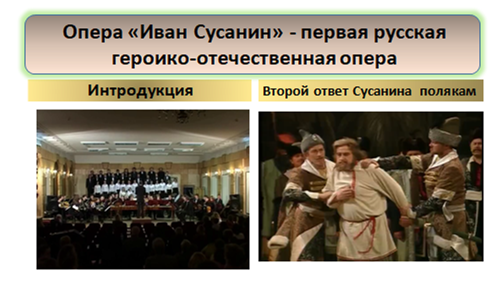 Опера «Иван Сусанин» - первая русская
героико-отечественная опера
Интродукция
Второй ответ Сусанина полякам